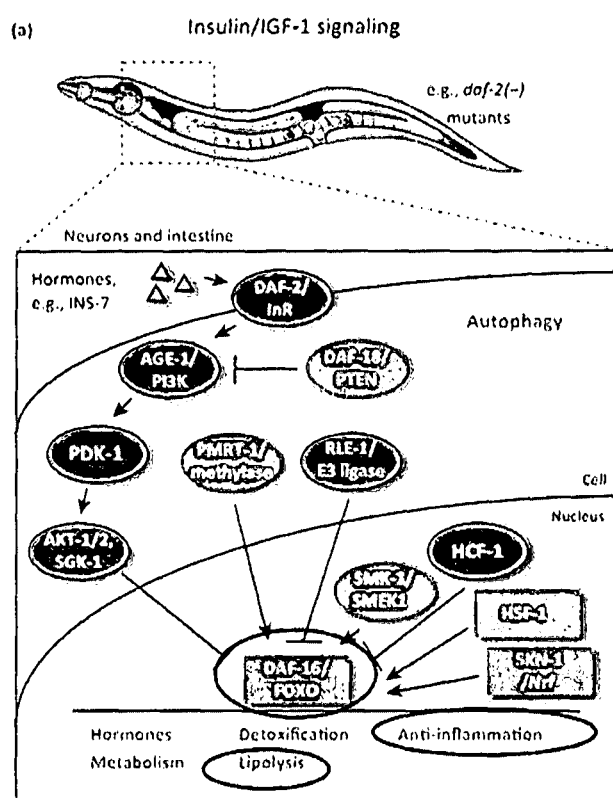 (a)
Insulin/IGF-1 signaling
e.g., daf-2(–)
mutants
Neurons and intestine
Hormones,
e.g., INS-7
DAF-2/
InR
Autophagy
AGE-1/
PI3K
DAF-18/
PTEN
PDK-1
PMRT-1/
methylase
RLE-1/
E3 ligase
Cell
Nucleus
AKT-1/2,
SGK-1
HCF-1
SMK-1/
SMEK1
HSF-1
DAF-16/
FOXO
SKN-1
/Nrf
Hormones
Detoxification
Anti-inflammation
Metabolism
Lipolysis